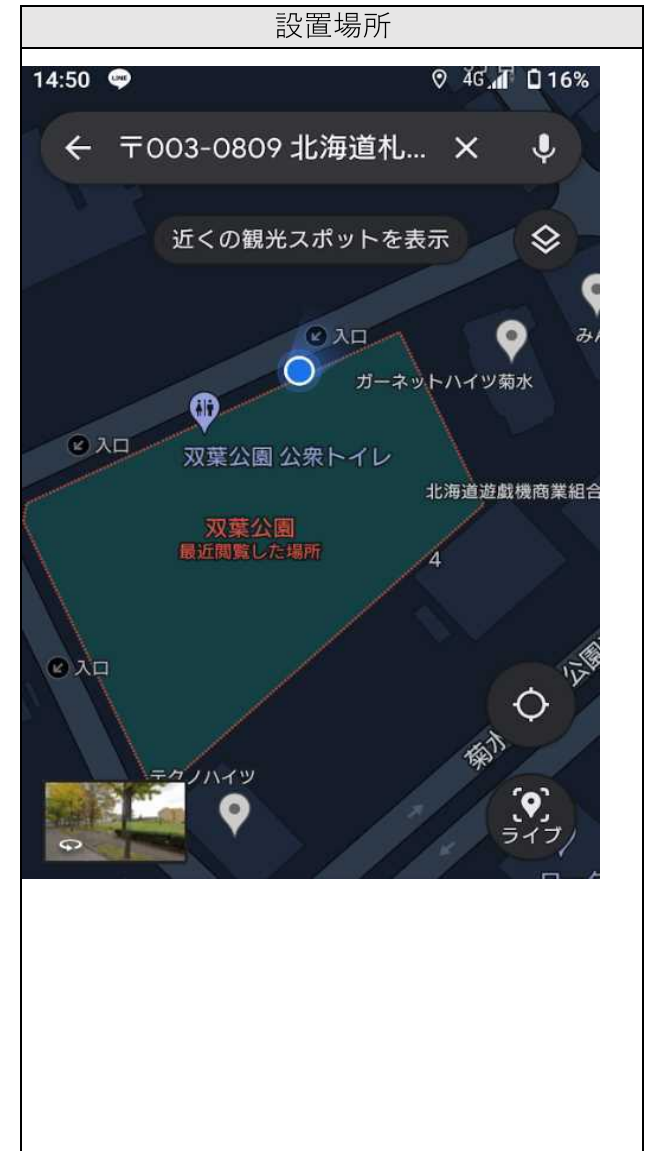 設置場所
14:50
4G
16%
〒003-0809 北海道札...
近くの観光スポットを表示
入口
ガーネットハイツ菊水
入口
双葉公園 公衆トイレ
北海道遊戯機商業組合
双葉公園
最近閲覧した場所
4
入口
公園
菊水
テクノハイツ
ライブ